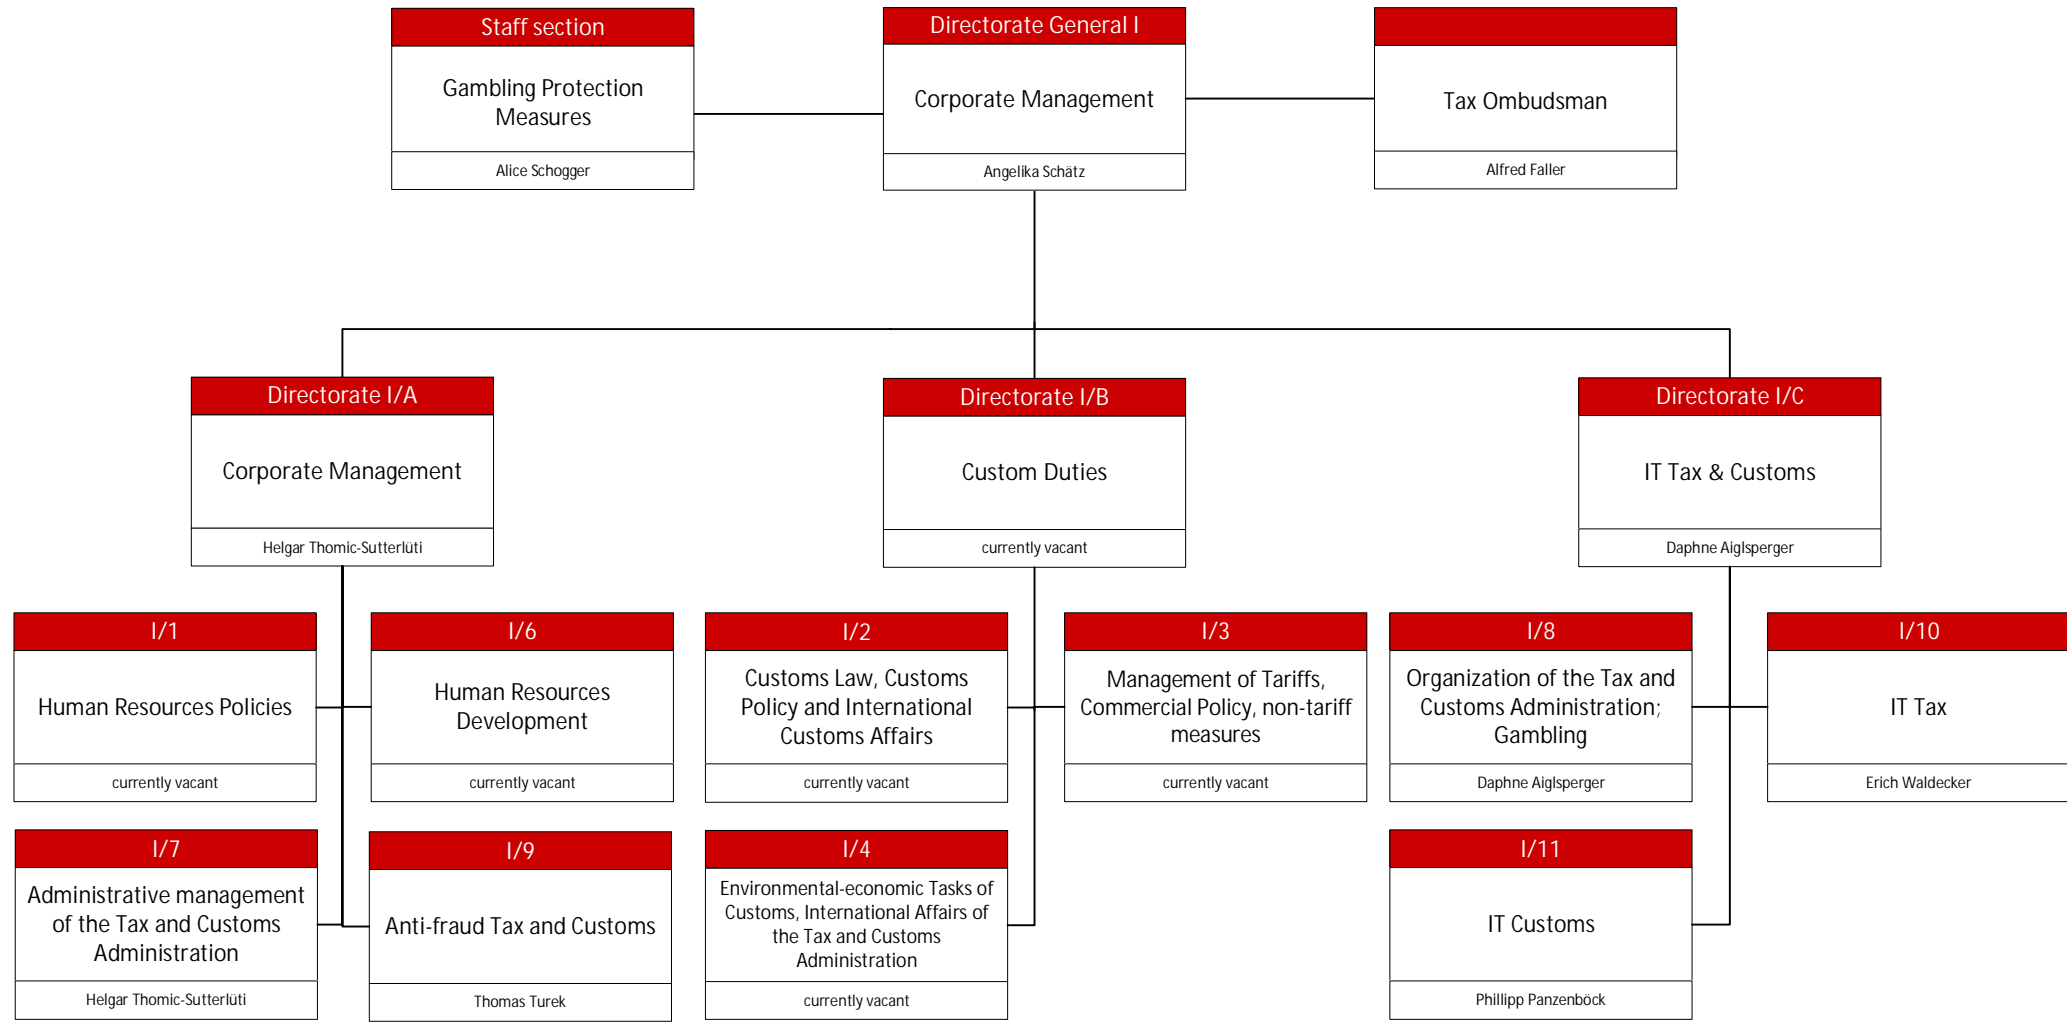 Staff section
Gambling Protection
Measures
Alice Schogger
Directorate General I
Corporate Management
Angelika Schätz
Tax Ombudsman
Alfred Faller
Directorate I/A
Corporate Management
Helgar Thomic-Sutterlüti
Directorate I/B
Custom Duties
currently vacant
Directorate I/C
IT Tax & Customs
Daphne Aiglsperger
I/1
Human Resources Policies
currently vacant
I/6
Human Resources
Development
currently vacant
I/2
Customs Law, Customs
Policy and International
Customs Affairs
currently vacant
I/3
Management of Tariffs,
Commercial Policy, non-tariff
measures
currently vacant
I/8
Organization of the Tax and
Customs Administration;
Gambling
Daphne Aiglsperger
I/10
IT Tax
Erich Waldecker
I/7
Administrative management
of the Tax and Customs
Administration
Helgar Thomic-Sutterlüti
I/9
Anti-fraud Tax and Customs
Thomas Turek
I/4
Environmental-economic Tasks of
Customs, International Affairs of
the Tax and Customs
Administration
currently vacant
I/11
IT Customs
Phillipp Panzenböck